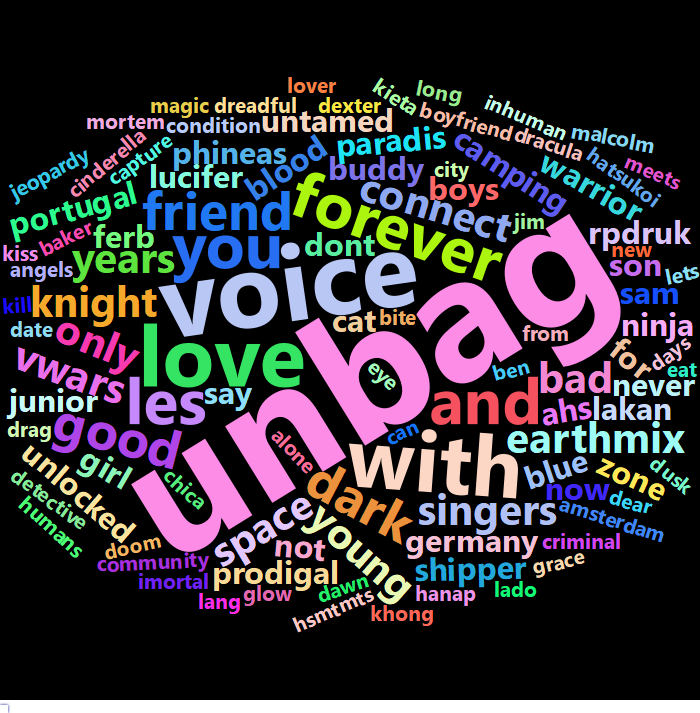 lover
kieta
long
magic
dreadful
dexter
inhuman
mortem
condition
untamed
boyfriend
dracula
malcolm
jeopardy
cinderella
capture
phineas
blood
paradis
camping
warrior
hatsukoi
meets
lucifer
buddy
city
boys
portugal
friend
forever
connect
jim
rpdruk
kiss
baker
ferb
years
you
dont
new
angels
voice
son
lets
kill
knight
cat
bite
sam
ninja
date
only
love
unbag
from
for
days
vwars
eye
ben
bad
eat
never
junior
les
say
and
ahs
lakan
drag
good
can
earthmix
unlocked
girl
alone
with
blue
zone
dusk
detective
chica
dark
now
dear
humans
space
young
singers
amsterdam
doom
not
germany
criminal
community
imortal
prodigal
shipper
grace
lang
glow
dawn
hanap
lado
hsmtmts
khong